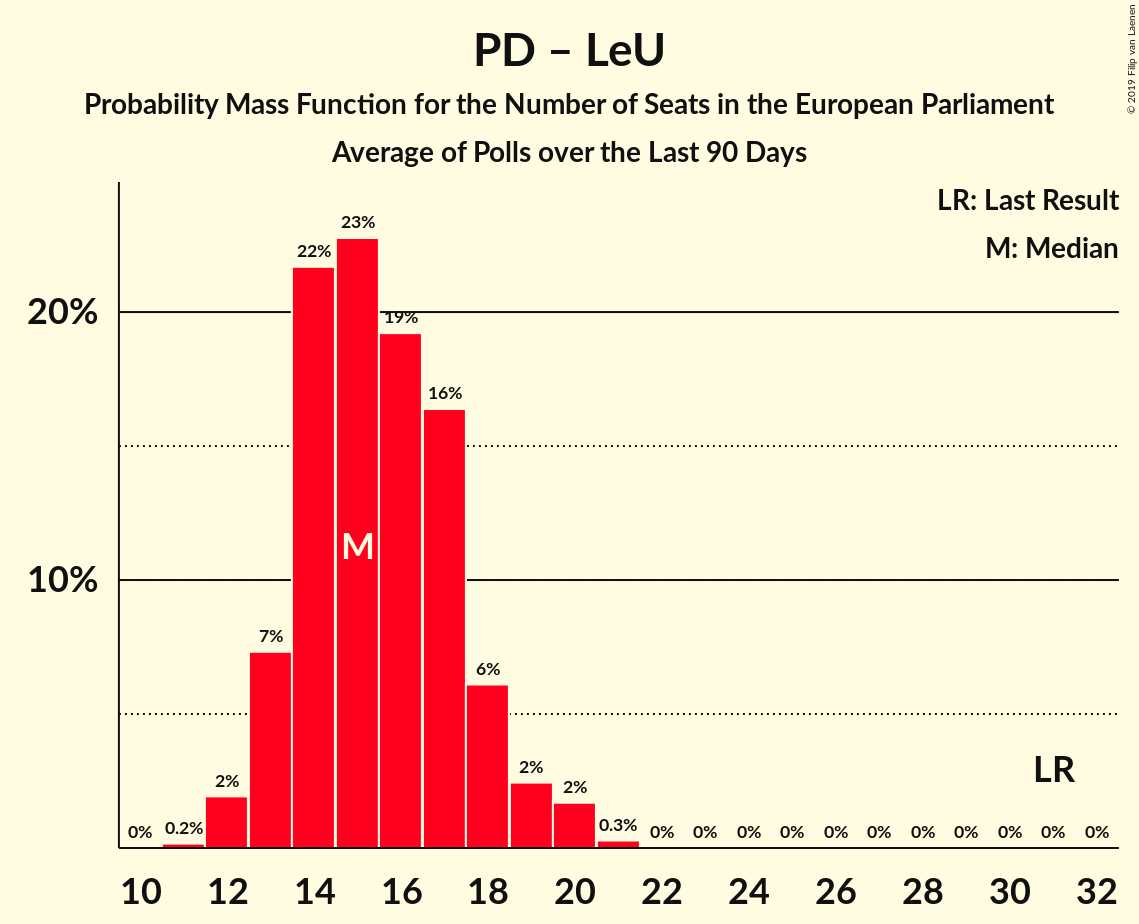 PD – LeU
Probability Mass Function for the Number of Seats in the European Parliament
Average of Polls over the Last 90 Days
© 2019 Filip van Laenen
LR: Last Result
M: Median
20%
10%
0% 0.2% 2% 7% 22% 23% 19% 16% 6% 2% 2% 0.3% 0% 0% 0% 0% 0% 0% 0% 0% 0% 0% 0%
M
LR
10 12 14 16 18 20 22 24 26 28 30 32